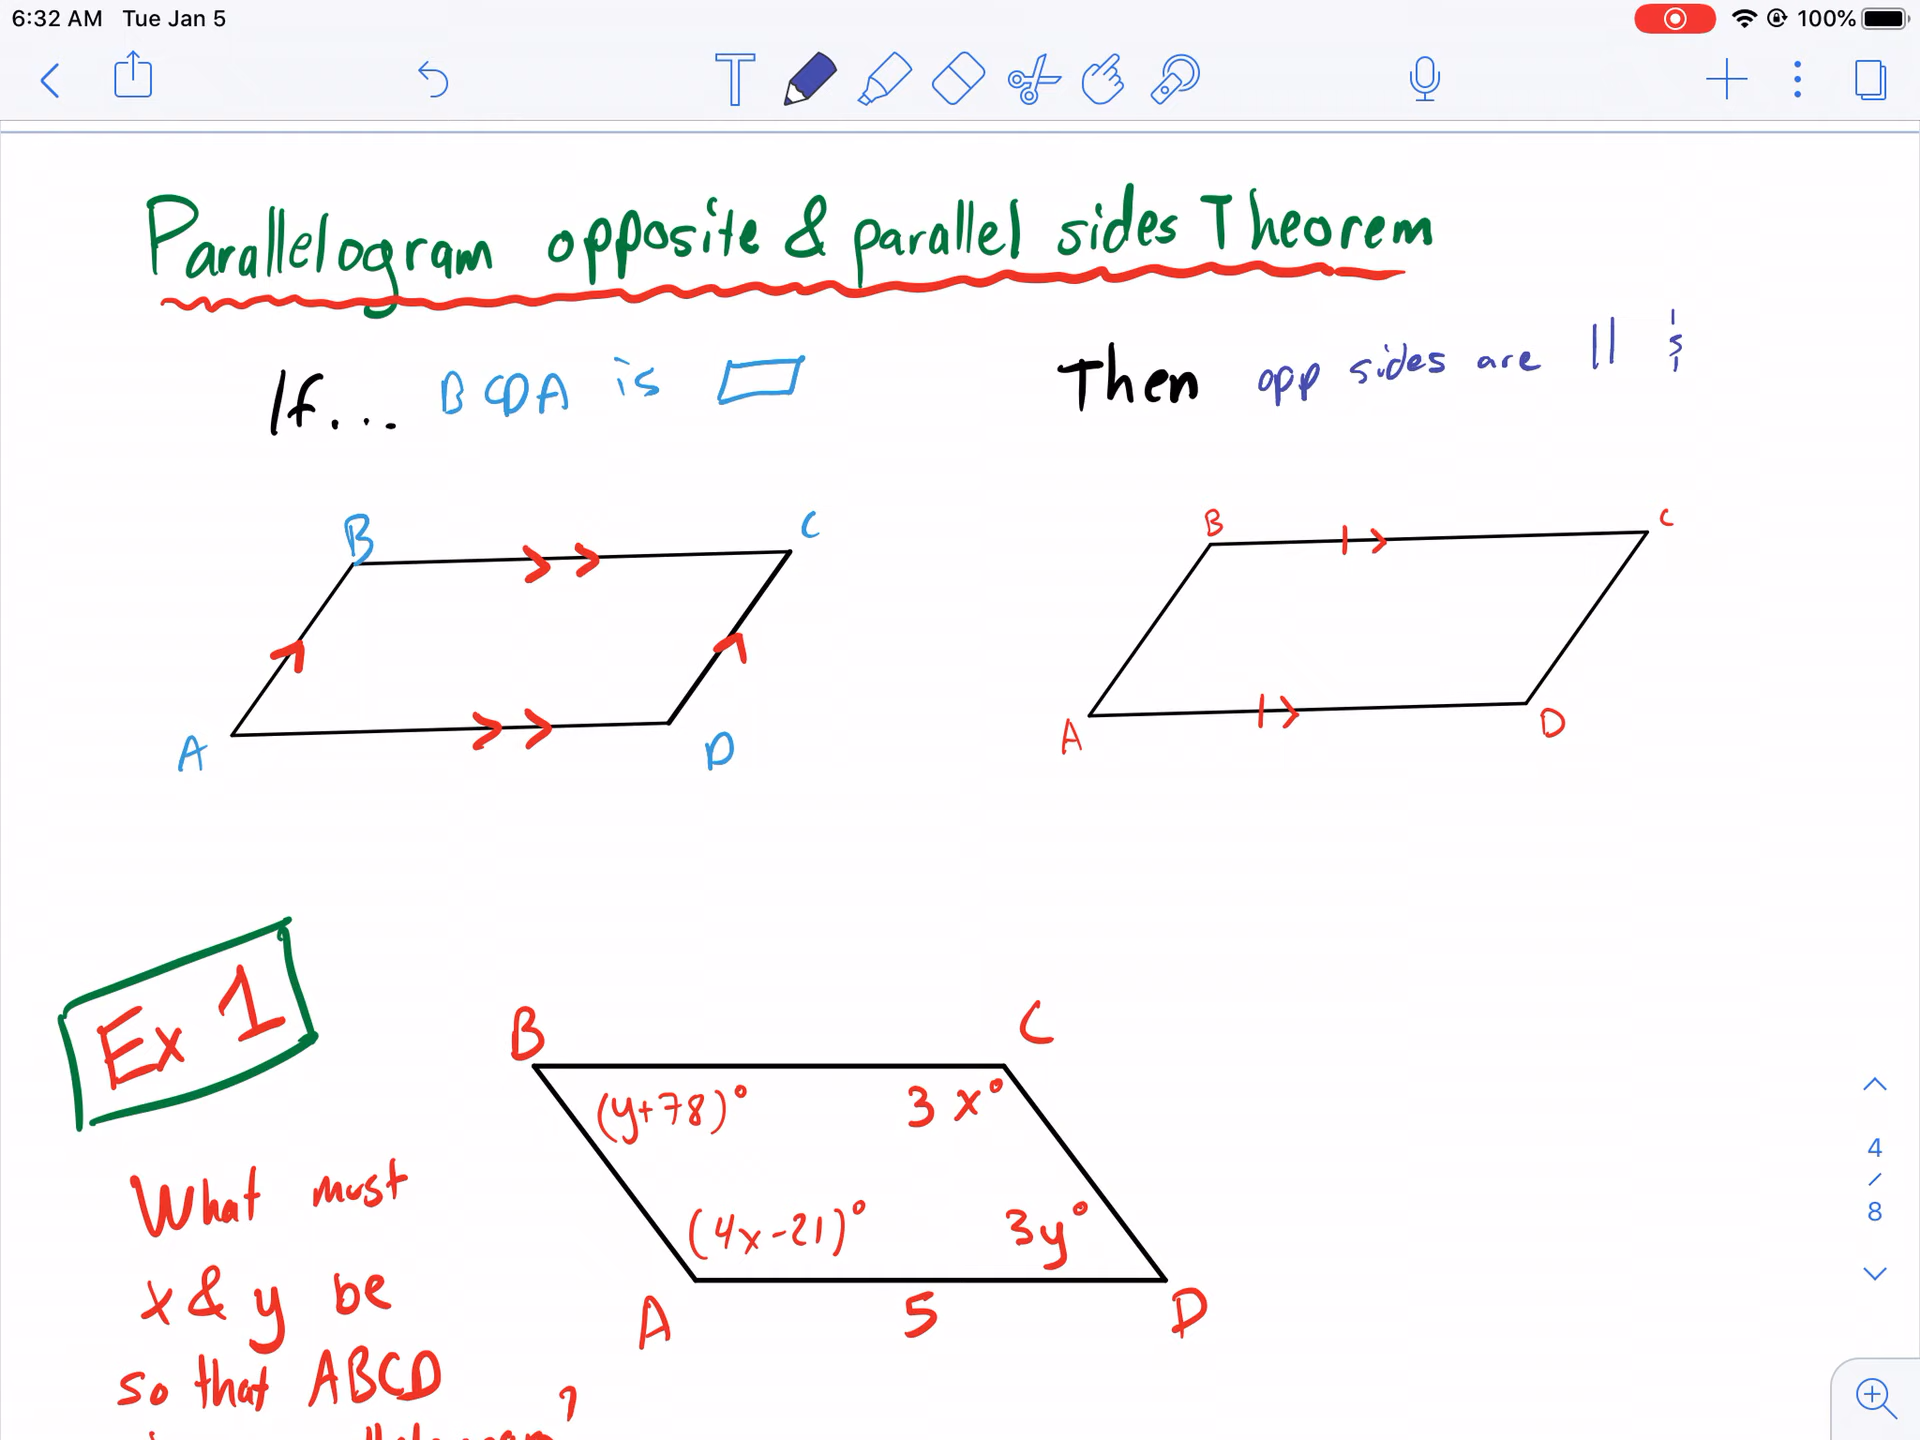 6:32 AM Tue Jan 5
100%
Parallelogram opposite & parallel sides Theorem
If... BCDA is ▱
Then opp sides are || &
B
C
A
D
B
C
A
D
Ex 1
B
C
(y+78)°
3x°
(4x-21)°
3y°
A
5
D
What must
x & y be
so that ABCD
?
4
/
8